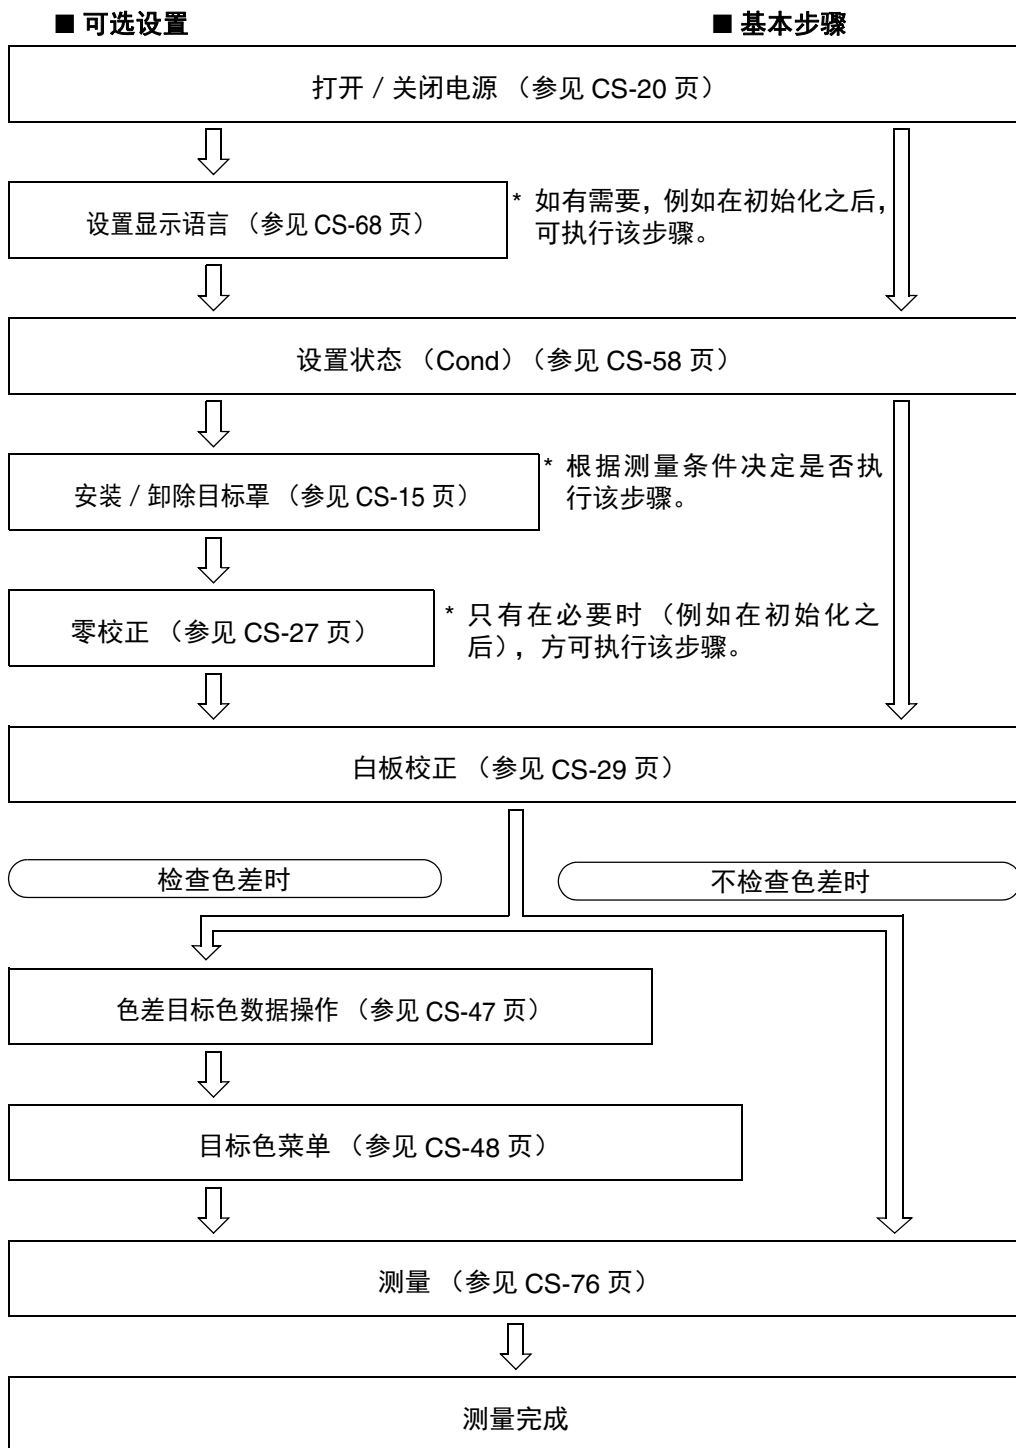 ■ 可选设置
■ 基本步骤
打开 / 关闭电源 （参见 CS-20 页）
设置显示语言 （参见 CS-68 页）
* 如有需要，例如在初始化之后，
可执行该步骤。
设置状态 （Cond）（参见 CS-58 页）
安装 / 卸除目标罩 （参见 CS-15 页）
* 根据测量条件决定是否执
行该步骤。
零校正 （参见 CS-27 页）
* 只有在必要时（例如在初始化之
后），方可执行该步骤。
白板校正 （参见 CS-29 页）
检查色差时
不检查色差时
色差目标色数据操作 （参见 CS-47 页）
目标色菜单 （参见 CS-48 页）
测量 （参见 CS-76 页）
测量完成